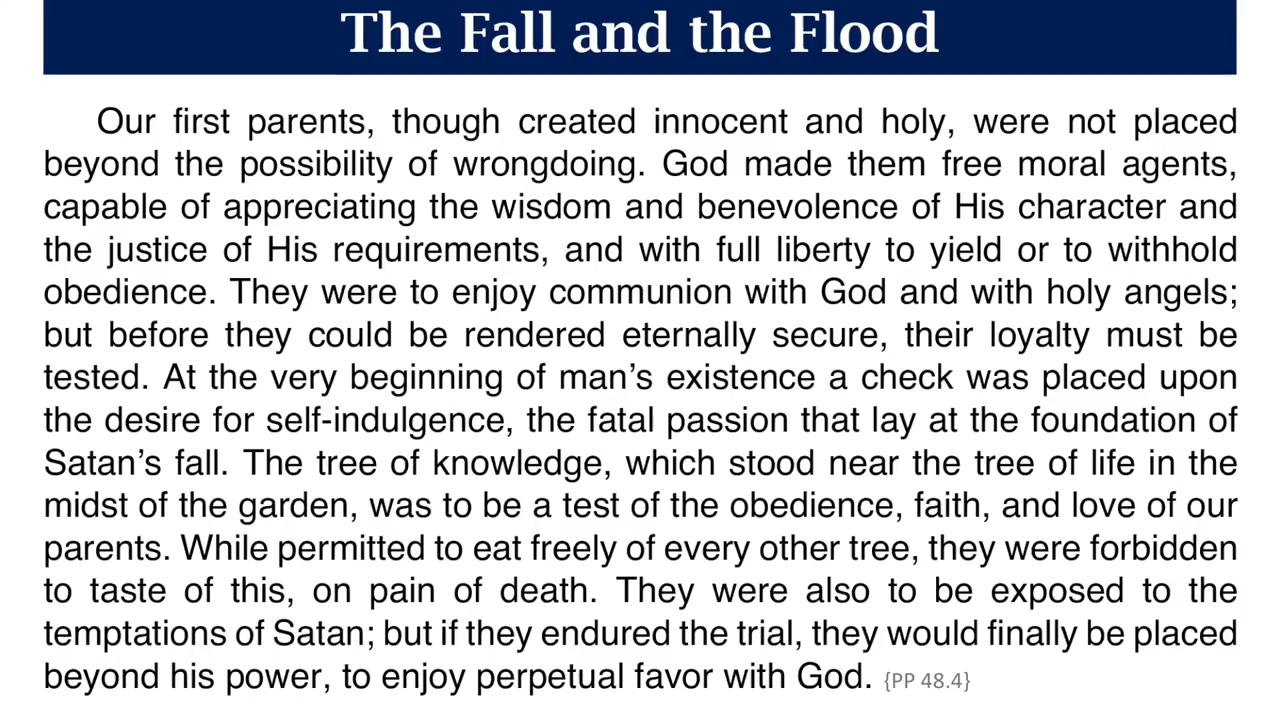 The Fall and the Flood
Our first parents, though created innocent and holy, were not placed
beyond the possibility of wrongdoing. God made them free moral agents,
capable of appreciating the wisdom and benevolence of His character and
the justice of His requirements, and with full liberty to yield or to withhold
obedience. They were to enjoy communion with God and with holy angels;
but before they could be rendered eternally secure, their loyalty must be
tested. At the very beginning of man’s existence a check was placed upon
the desire for self-indulgence, the fatal passion that lay at the foundation of
Satan’s fall. The tree of knowledge, which stood near the tree of life in the
midst of the garden, was to be a test of the obedience, faith, and love of our
parents. While permitted to eat freely of every other tree, they were forbidden
to taste of this, on pain of death. They were also to be exposed to the
temptations of Satan; but if they endured the trial, they would finally be placed
beyond his power, to enjoy perpetual favor with God. {PP 48.4}